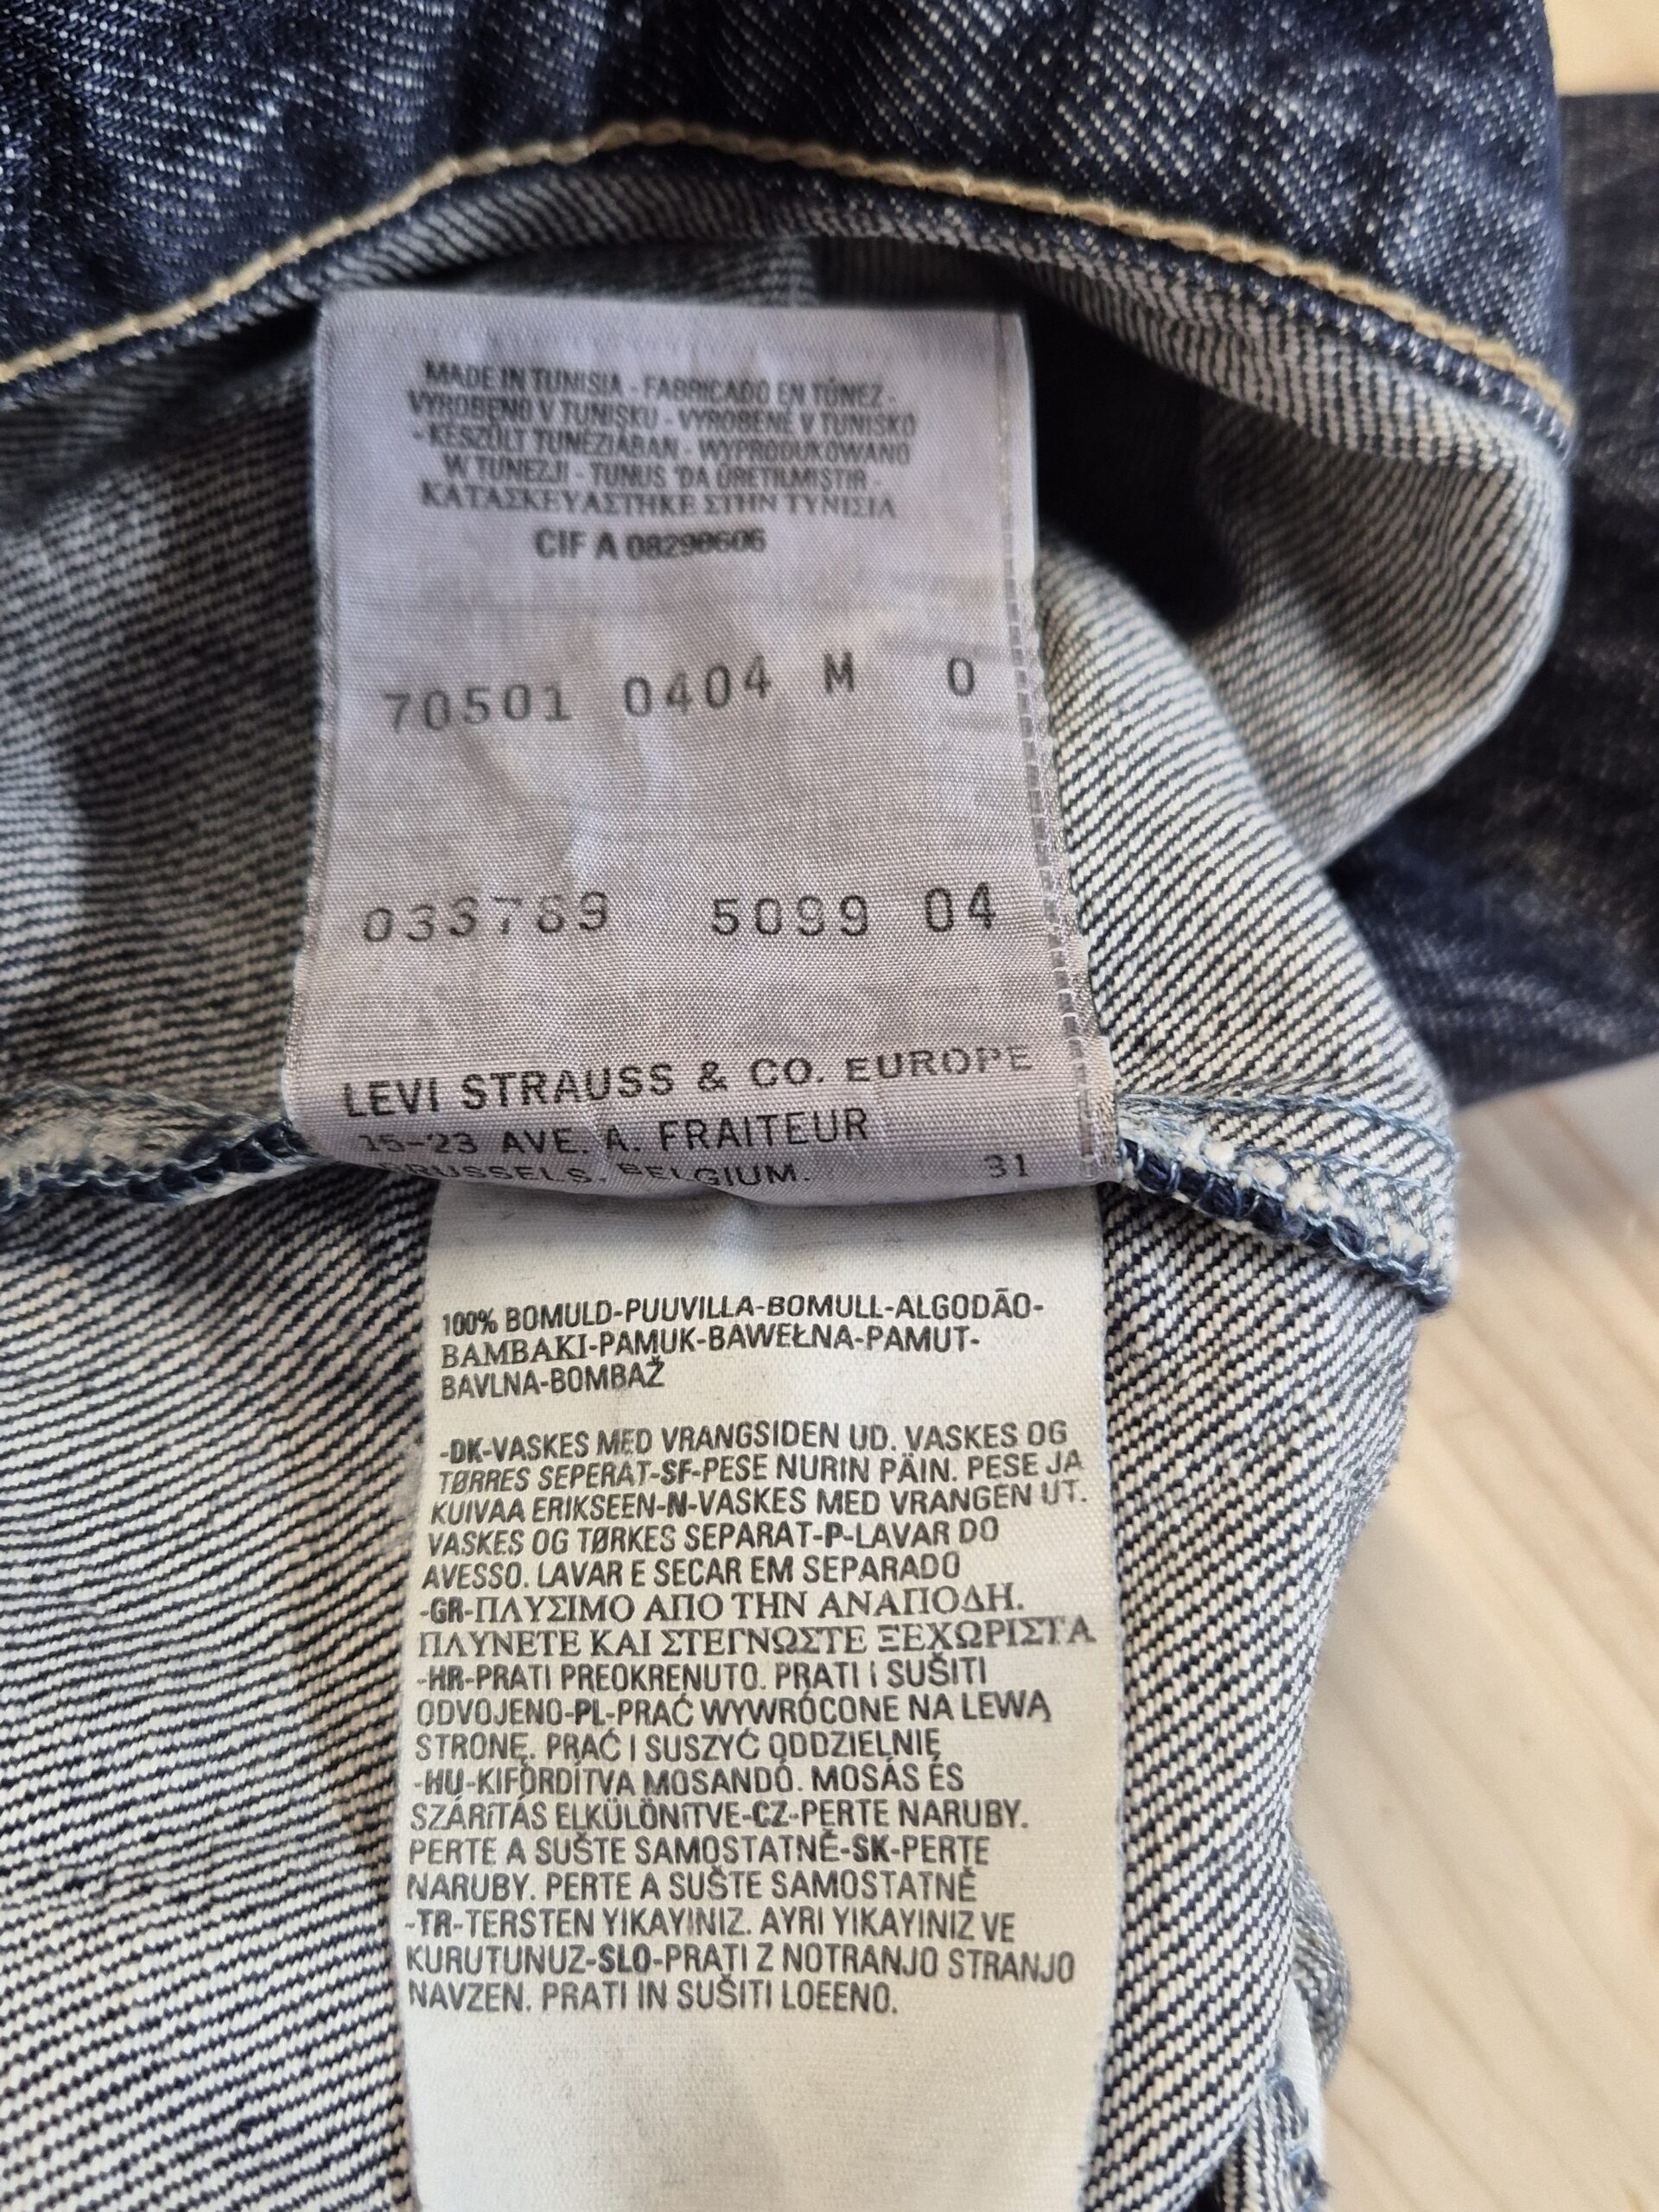 MADE IN TUNISIA - FABRICADO EN TÚNEZ -
VYROBENO V TUNISKU - VYROBENÉ V TUNISKO
- KÉSZÜLT TUNÉZIÁBAN - WYPRODUKOWANO
W TUNEZJI - TUNUS 'DA ÜRETILMIŞTIR -
ΚΑΤΑΣΚΕΥΑΣΤΗΚΕ ΣΤΗΝ ΤΥΝΙΣΙΑ
CIF A 08290606
70501 0404 M 0
033789 5099 04
LEVI STRAUSS & CO. EUROPE
15-23 AVE. A. FRAITEUR
BRUSSELS, BELGIUM. 31
100% BOMULD-PUUVILLA-BOMULL-ALGODÃO-
BAMBAKI-PAMUK-BAWEŁNA-PAMUT-
BAVLNA-BOMBAŽ
-DK-VASKES MED VRANGSIDEN UD. VASKES OG
TØRRES SEPERAT-SF-PESE NURIN PÄIN. PESE JA
KUIVAA ERIKSEEN-N-VASKES MED VRANGEN UT.
VASKES OG TØRKES SEPARAT-P-LAVAR DO
AVESSO. LAVAR E SECAR EM SEPARADO
-GR-ΠΛΥΣΙΜΟ ΑΠΟ ΤΗΝ ΑΝΑΠΟΔΗ.
ΠΛΥΝΕΤΕ ΚΑΙ ΣΤΕΓΝΩΣΤΕ ΞΕΧΩΡΙΣΤΑ
-HR-PRATI PREOKRENUTO. PRATI I SUŠITI
ODVOJENO-PL-PRAĆ WYWRÓCONE NA LEWĄ
STRONĘ. PRAĆ I SUSZYĆ ODDZIELNIĘ
-HU-KIFORDÍTVA MOSANDÓ. MOSÁS ÉS
SZÁRíTÁS ELKÜLÖNíTVE-CZ-PERTE NARUBY.
PERTE A SUŠTE SAMOSTATNĚ-SK-PERTE
NARUBY. PERTE A SUŠTE SAMOSTATNĚ
-TR-TERSTEN YIKAYINIZ. AYRI YIKAYINIZ VE
KURUTUNUZ-SLO-PRATI Z NOTRANJO STRANJO
NAVZEN. PRATI IN SUŠITI LOEENO.